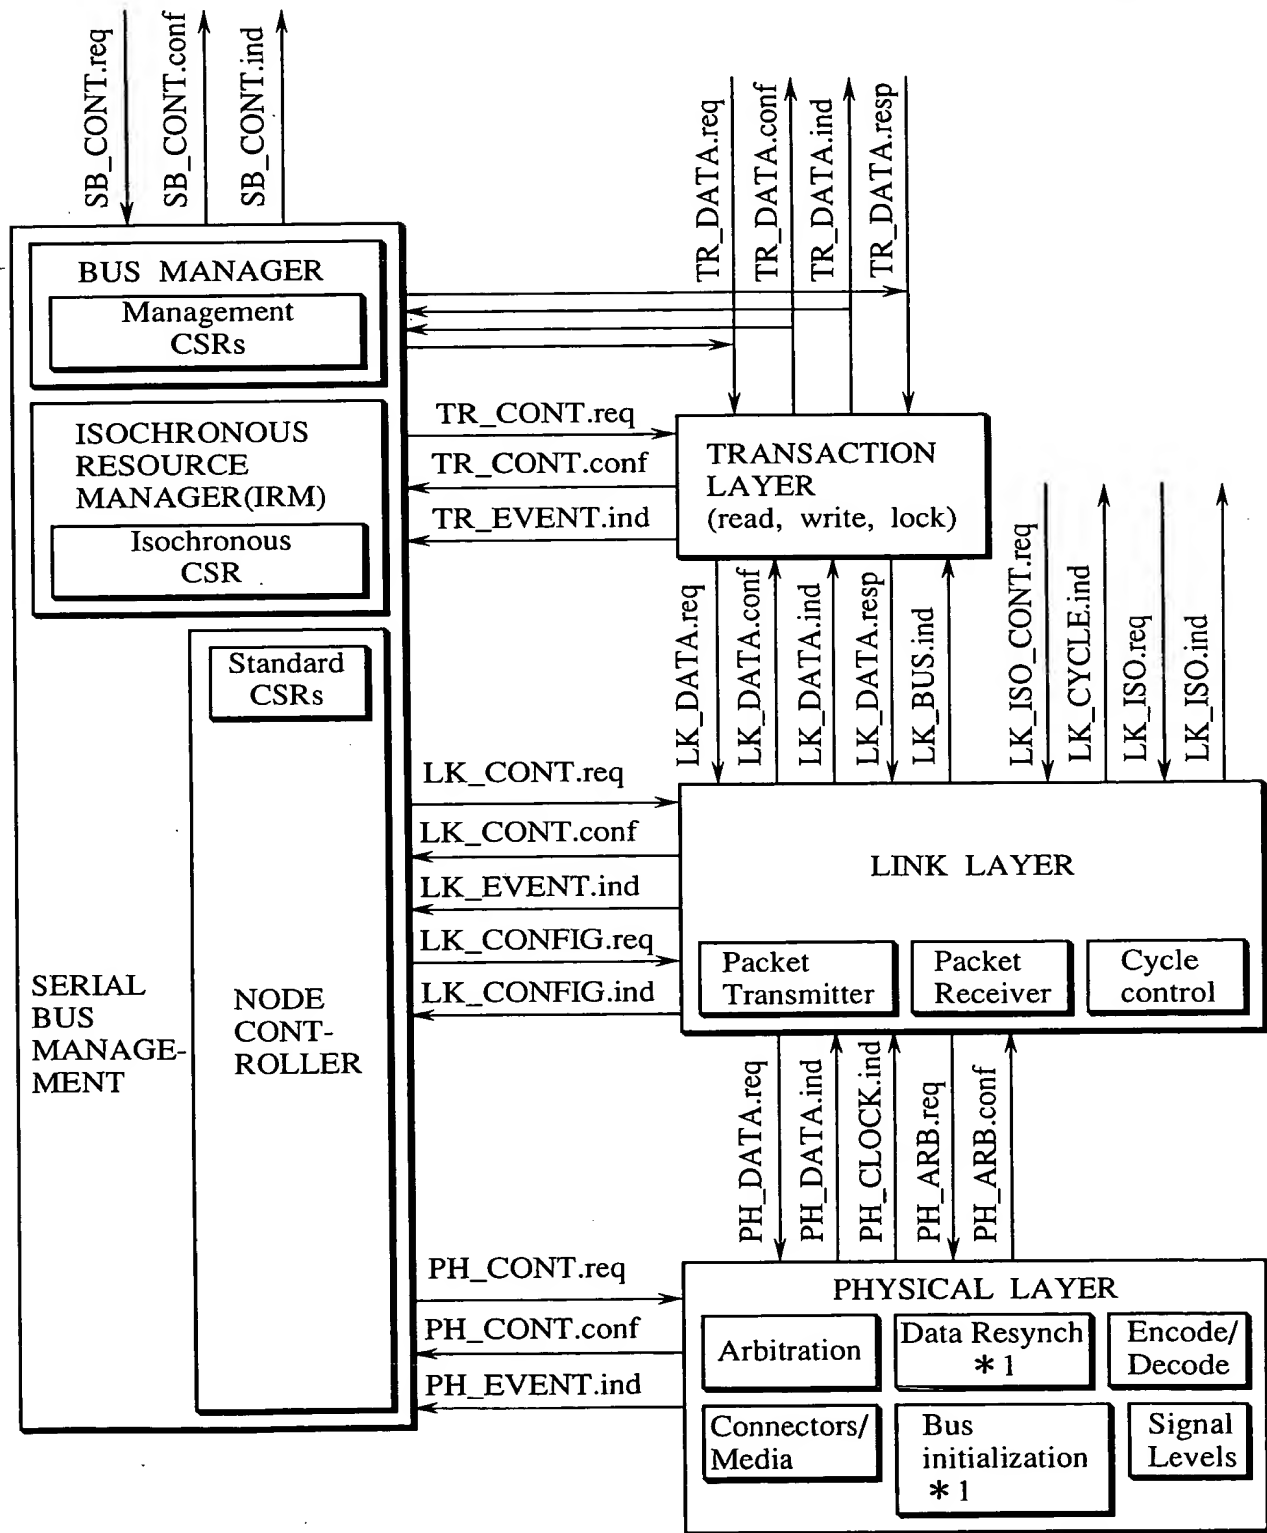 SB_CONT.req
SB_CONT.conf
SB_CONT.ind
TR_DATA.req
TR_DATA.conf
TR_DATA.ind
TR_DATA.resp
BUS MANAGER
Management
CSRs
ISOCHRONOUS
RESOURCE
MANAGER(IRM)
Isochronous
CSR
TR_CONT.req
TR_CONT.conf
TR_EVENT.ind
TRANSACTION
LAYER
(read, write, lock)
LK_DATA.req
LK_DATA.conf
LK_DATA.ind
LK_DATA.resp
LK_BUS.ind
LK_ISO_CONT.req
LK_CYCLE.ind
LK_ISO.req
LK_ISO.ind
Standard
CSRs
LK_CONT.req
LK_CONT.conf
LK_EVENT.ind
LK_CONFIG.req
LK_CONFIG.ind
LINK LAYER
Packet
Transmitter
Packet
Receiver
Cycle
control
SERIAL
BUS
MANAGE-
MENT
NODE
CONT-
ROLLER
PH_DATA.req
PH_DATA.ind
PH_CLOCK.ind
PH_ARB.req
PH_ARB.conf
PH_CONT.req
PH_CONT.conf
PH_EVENT.ind
PHYSICAL LAYER
Arbitration
Data Resynch
*1
Encode/
Decode
Connectors/
Media
Bus
initialization
*1
Signal
Levels